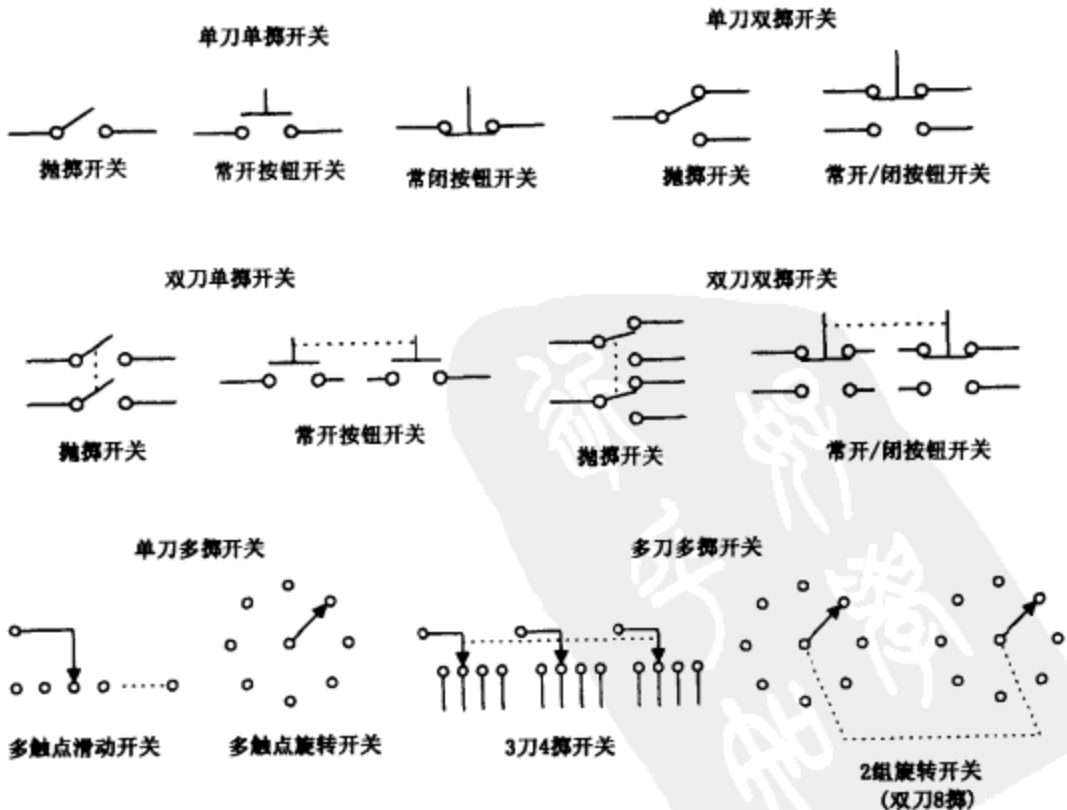 单刀单掷开关
单刀双掷开关
抛掷开关
常开按钮开关
常闭按钮开关
抛掷开关
常开/闭按钮开关
双刀单掷开关
双刀双掷开关
抛掷开关
常开按钮开关
抛掷开关
常开/闭按钮开关
单刀多掷开关
多刀多掷开关
多触点滑动开关
多触点旋转开关
3刀4掷开关
2组旋转开关
(双刀8掷)